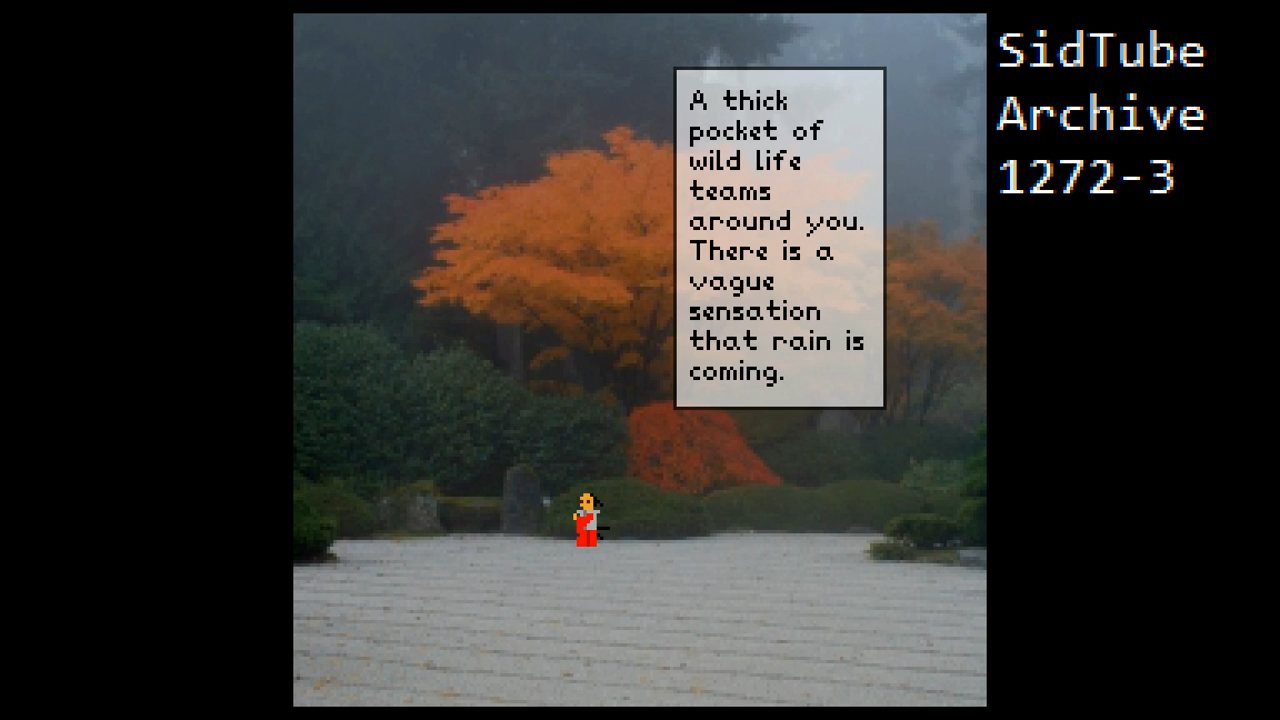 A thick
pocket of
wild life
teams
around you.
There is a
vague
sensation
that rain is
coming.
SidTube
Archive
1272-3